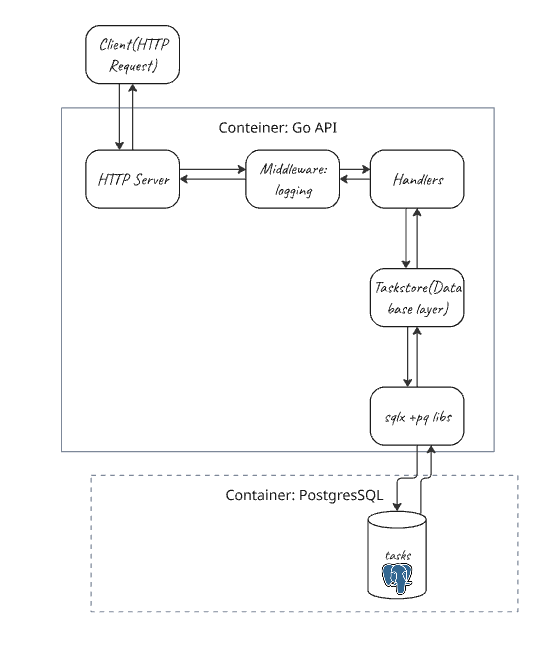 Client(HTTP
Request)
Conteiner: Go API
HTTP Server
Middleware:
logging
Handlers
Taskstore(Data
base layer)
sqlx +pq libs
Container: PostgresSQL
tasks